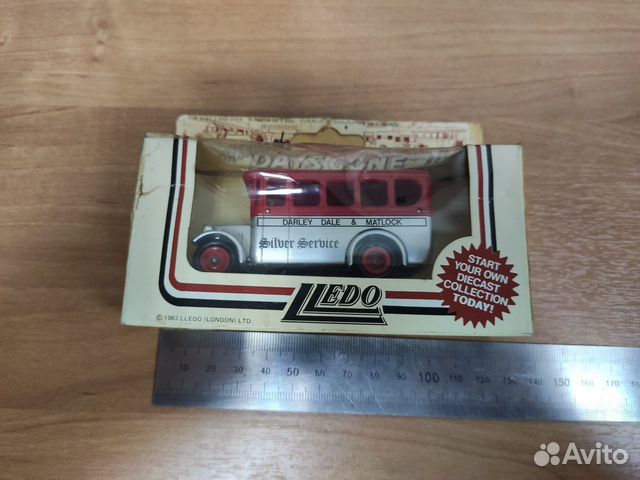 DAYS GONE
DARLEY DALE & MATLOCK
Silver Service
START
YOUR OWN
DIECAST
COLLECTION
TODAY!
LLEDO
© 1983 LLEDO (LONDON) LTD.
10 20 30 40 50 60 70 80 90 100 110 120 130 140 150 160 170
Avito